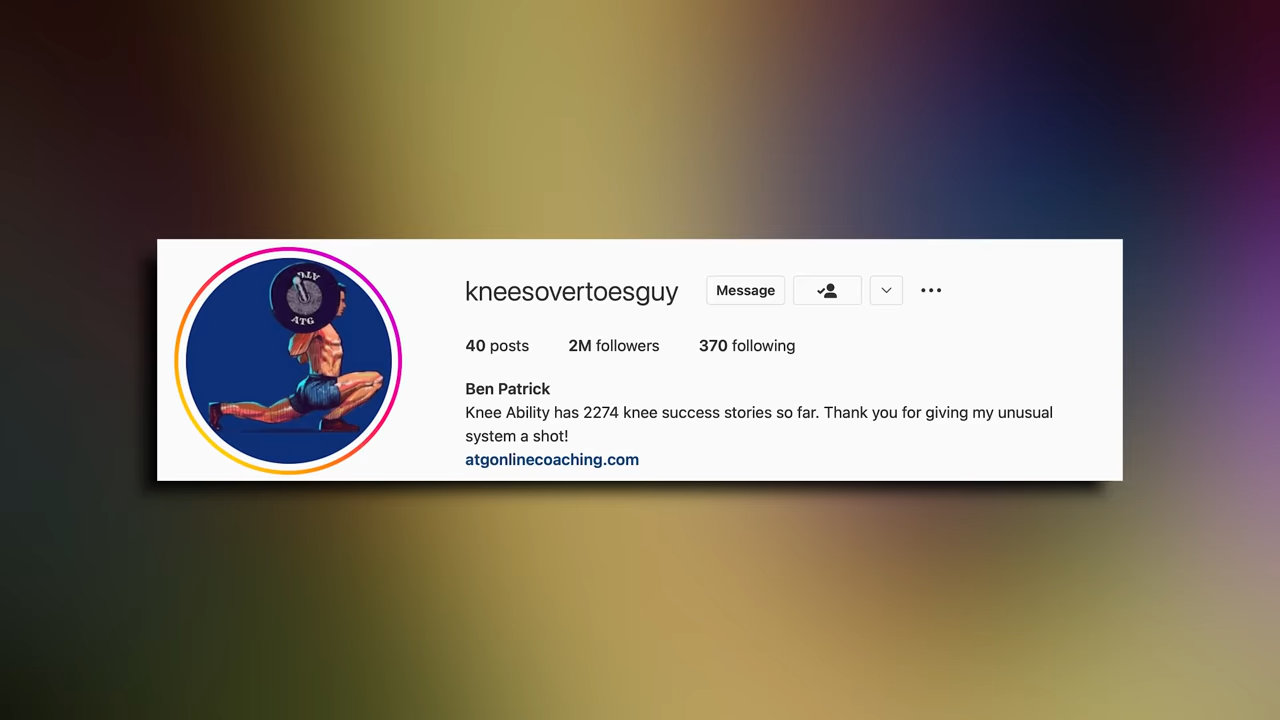 ATG
ATG
kneesovertoesguy Message
40 posts 2M followers 370 following
Ben Patrick
Knee Ability has 2274 knee success stories so far. Thank you for giving my unusual
system a shot!
atgonlinecoaching.com